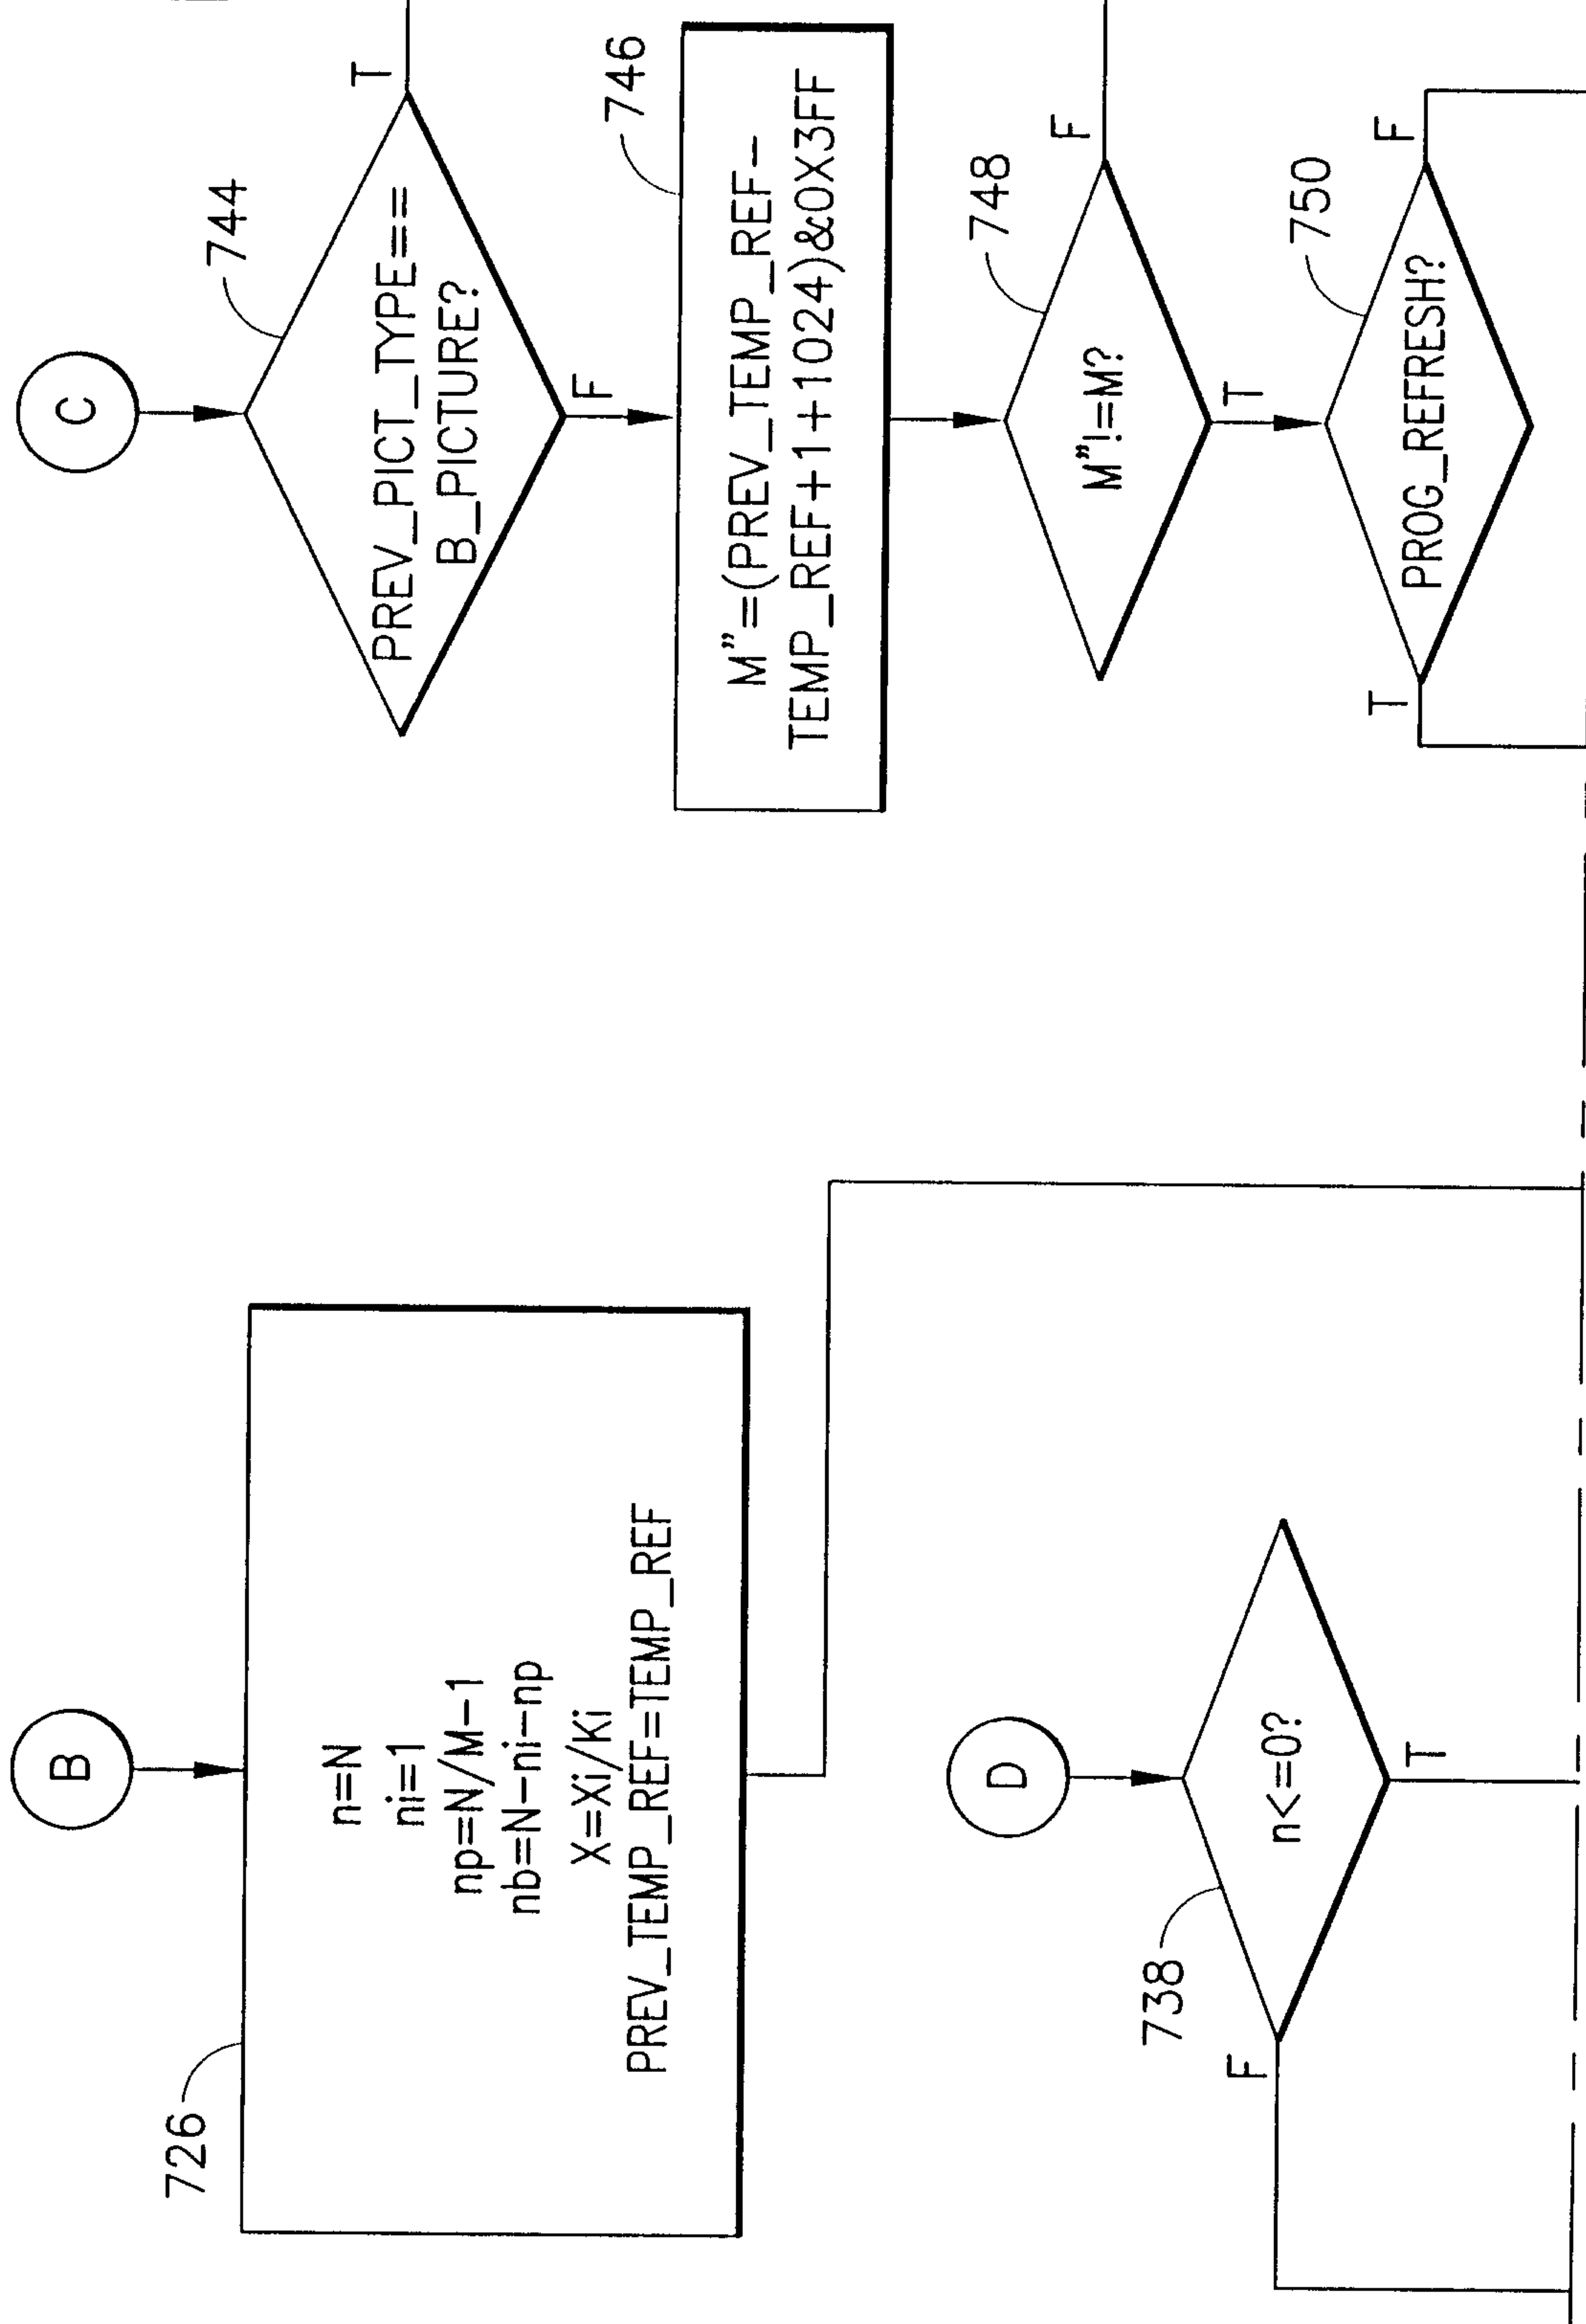 B
726
n=N
ni=1
np=N/M-1
nb=N-ni-np
X=Xi/Ki
PREV_TEMP_REF=TEMP_REF
D
738
n<=0?
F
T
C
744
PREV_PICT_TYPE==
B_PICTURE?
T
F
746
M"=(PREV_TEMP_REF-
TEMP_REF+1+1024)&0X3FF
748
M"!=M?
F
T
750
PROG_REFRESH?
T
F